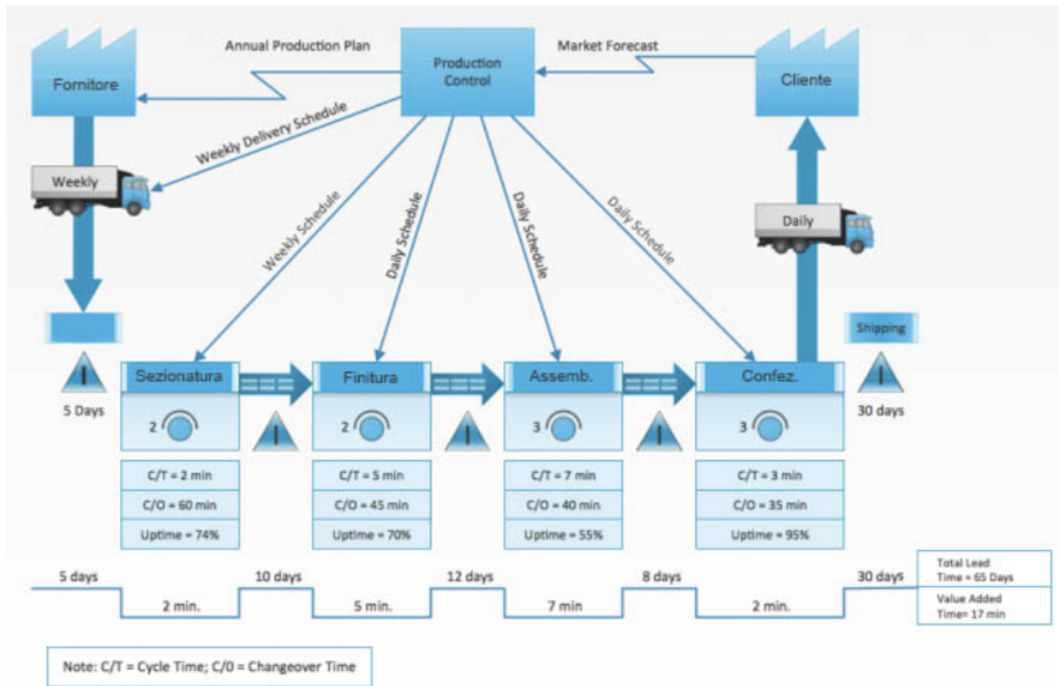 Annual Production Plan
Market Forecast
Production
Control
Fornitore
Cliente
Weekly Delivery Schedule
Weekly
Daily
Weekly Schedule
Daily Schedule
Daily Schedule
Daily Schedule
Shipping
I
I
5 Days
30 days
Sezionatura
Finitura
Assemb.
Confez.
2
I
2
I
3
I
3
C/T = 2 min
C/T = 5 min
C/T = 7 min
C/T = 3 min
C/O = 60 min
C/O = 45 min
C/O = 40 min
C/O = 35 min
Uptime = 74%
Uptime = 70%
Uptime = 55%
Uptime = 95%
5 days
10 days
12 days
8 days
30 days
2 min.
5 min.
7 min
2 min.
Total Lead
Time = 65 Days
Value Added
Time= 17 min
Note: C/T = Cycle Time; C/0 = Changeover Time